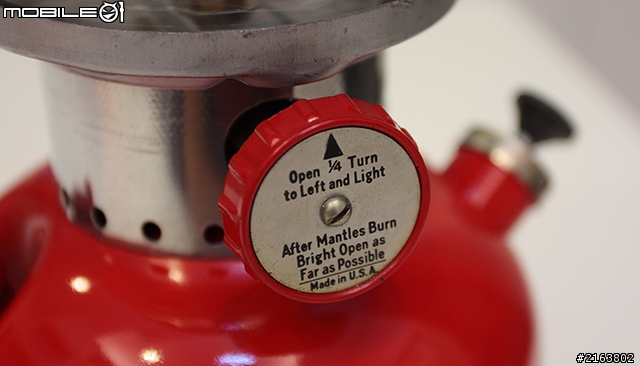 MOBILE01
Open ¼ Turn
to Left and Light
After Mantles Burn
Bright Open as
Far as Possible
Made in U.S.A.
#2163802